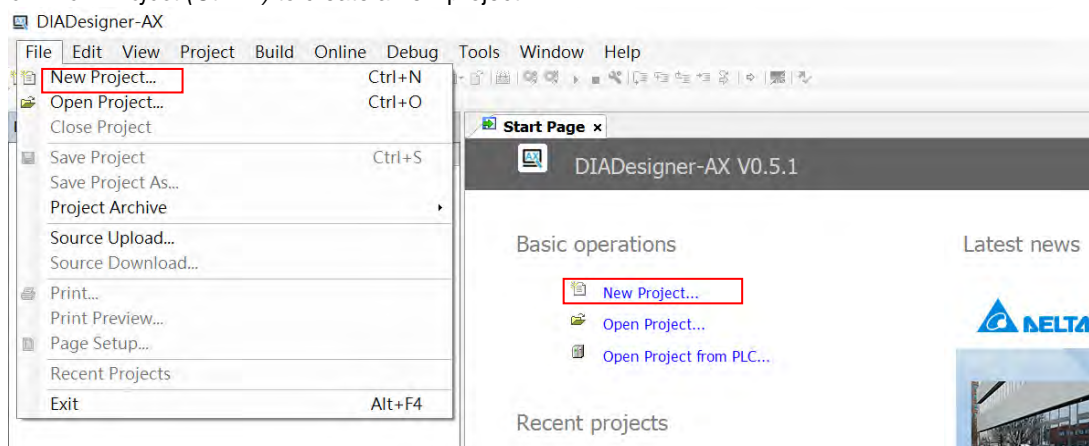 DIADesigner-AX
File Edit View Project Build Online Debug Tools Window Help
New Project... Ctrl+N
Open Project... Ctrl+O
Close Project
Save Project Ctrl+S
Save Project As...
Project Archive
Source Upload...
Source Download...
Print...
Print Preview...
Page Setup...
Recent Projects
Exit Alt+F4
Start Page
DIADesigner-AX V0.5.1
Basic operations
New Project...
Open Project...
Open Project from PLC...
Recent projects
Latest news
DELTA